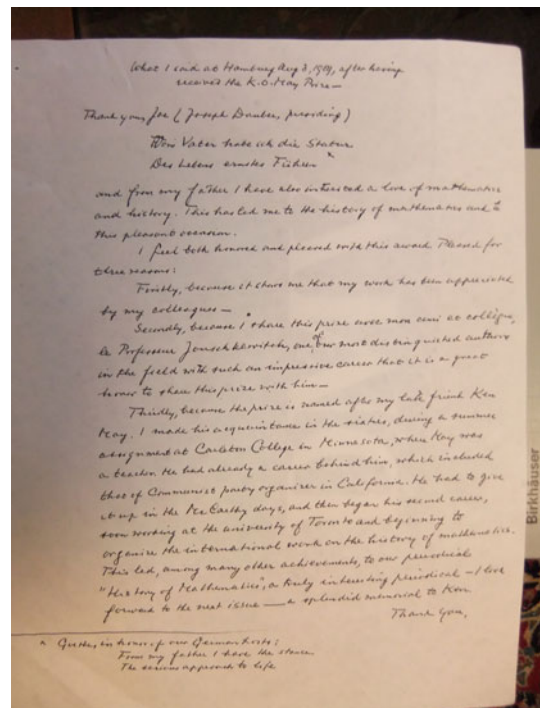 What I said at Hamburg Aug 3, 1989, after having
received the K.O. May Prize—
Thank you, Joe (Joseph Dauben, presiding)
Vom Vater hab ich die Statur
Des Lebens ernstes Führen *
and from my father I have also inherited a love of mathematics
and history. This has led me to the history of mathematics and to
this pleasant occasion.
I feel both honored and pleased with this award. Pleased for
three reasons:
Firstly, because it shows me that my work has been appreciated
by my colleagues —
Secondly, because I share this prize avec mon ami et collègue,
le Professeur Jouschkewitch, one of our most distinguished authors
in the field with such an impressive career that it is a great
honor to share this prize with him —
Thirdly, because the prize is named after my late friend Ken
May. I made his acquaintance in the sixties, during a summer
assignment at Carleton College in Minnesota, when May was
a teacher. He had already a career behind him, which included
that of Communist party organizer in California. He had to give
it up in the McCarthy days, and then began his second career,
soon working at the university of Toronto and beginning to
organize the international work on the history of mathematics.
This led, among many other achievements, to our periodical
"History of Mathematics", a truly interesting periodical — I look
forward to the next issue — a splendid memorial to Ken.
Thank you,
* Goethe, in honor of our German hosts:
From my father I have the stature
The serious approach to life
Birkhäuser